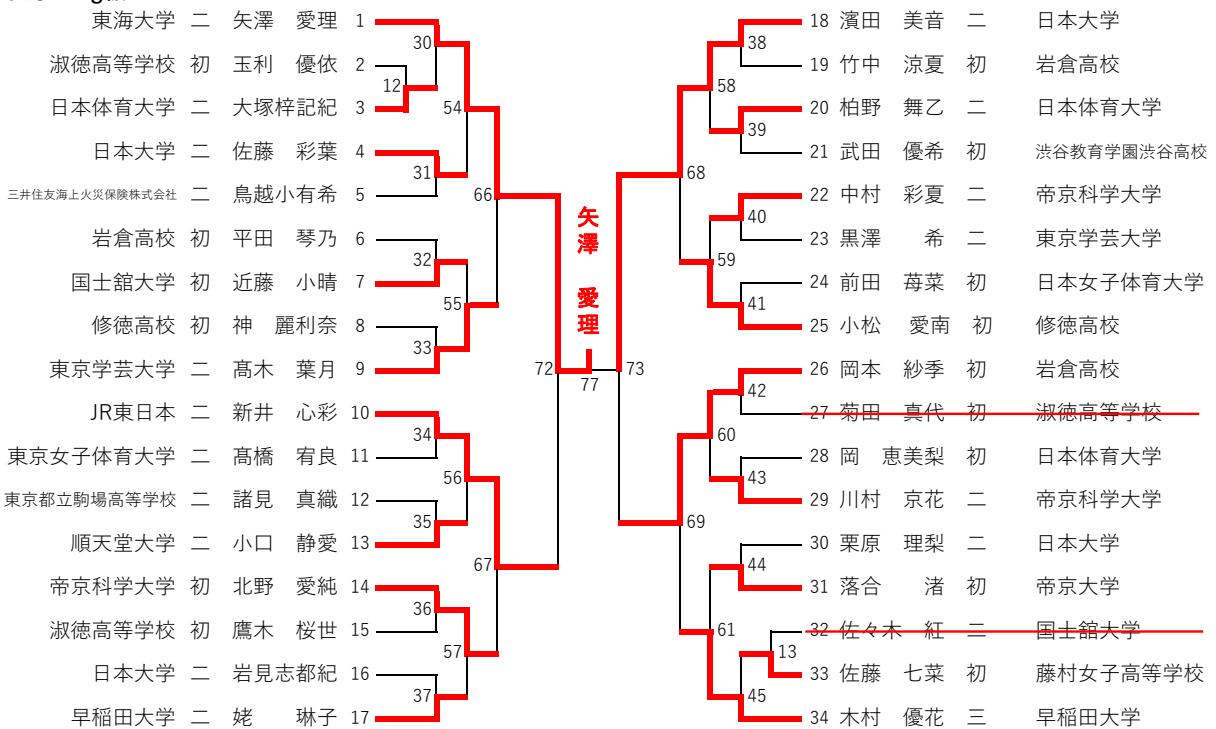 東海大学 二 矢澤 愛理 1
淑徳高等学校 初 玉利 優依 2
日本体育大学 二 大塚梓記紀 3
日本大学 二 佐藤 彩葉 4
三井住友海上火災保険株式会社 二 鳥越小有希 5
岩倉高校 初 平田 琴乃 6
国士舘大学 初 近藤 小晴 7
修徳高校 初 神 麗利奈 8
東京学芸大学 二 髙木 葉月 9
JR東日本 二 新井 心彩 10
東京女子体育大学 二 髙橋 宥良 11
東京都立駒場高等学校 二 諸見 真織 12
順天堂大学 二 小口 静愛 13
帝京科学大学 初 北野 愛純 14
淑徳高等学校 初 鷹木 桜世 15
日本大学 二 岩見志都紀 16
早稲田大学 二 姥 琳子 17
30
12
54
31
66
32
55
33
72
34
56
35
67
36
57
37
矢澤 愛理
77
73
38
58
39
68
40
59
41
42
60
43
69
44
61
13
45
18 濱田 美音 二 日本大学
19 竹中 涼夏 初 岩倉高校
20 柏野 舞乙 二 日本体育大学
21 武田 優希 初 渋谷教育学園渋谷高校
22 中村 彩夏 二 帝京科学大学
23 黒澤 希 二 東京学芸大学
24 前田 苺菜 初 日本女子体育大学
25 小松 愛南 初 修徳高校
26 岡本 紗季 初 岩倉高校
27 菊田 真代 初 淑徳高等学校
28 岡 恵美梨 初 日本体育大学
29 川村 京花 二 帝京科学大学
30 栗原 理梨 二 日本大学
31 落合 渚 初 帝京大学
32 佐々木 紅 二 国士舘大学
33 佐藤 七菜 初 藤村女子高等学校
34 木村 優花 三 早稲田大学